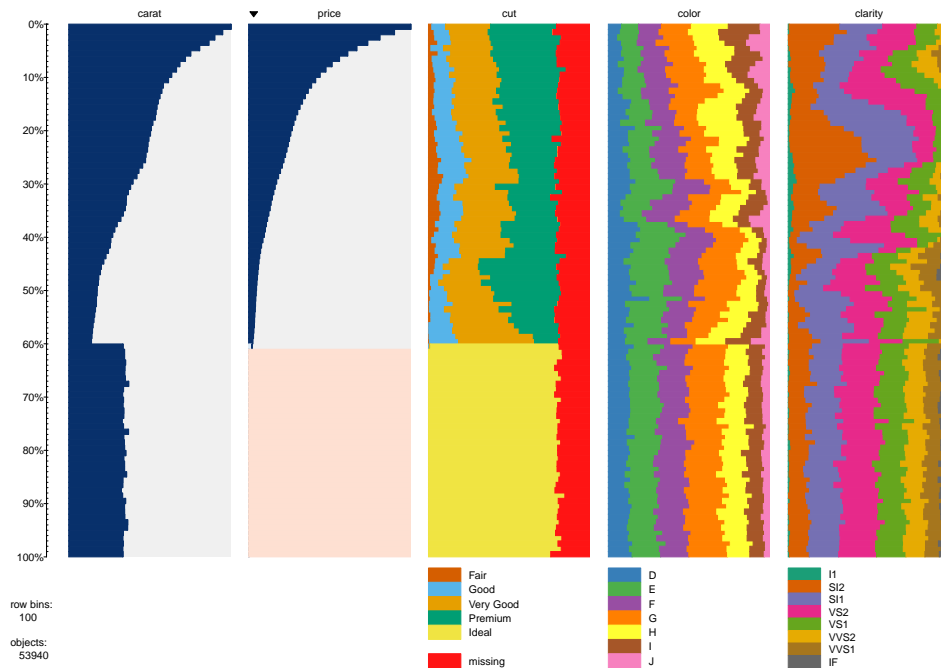 carat
price
cut
color
clarity
0%
10%
20%
30%
40%
50%
60%
70%
80%
90%
100%
row bins:
100
objects:
53940
Fair
Good
Very Good
Premium
Ideal
missing
D
E
F
G
H
I
J
I1
SI2
SI1
VS2
VS1
VVS2
VVS1
IF